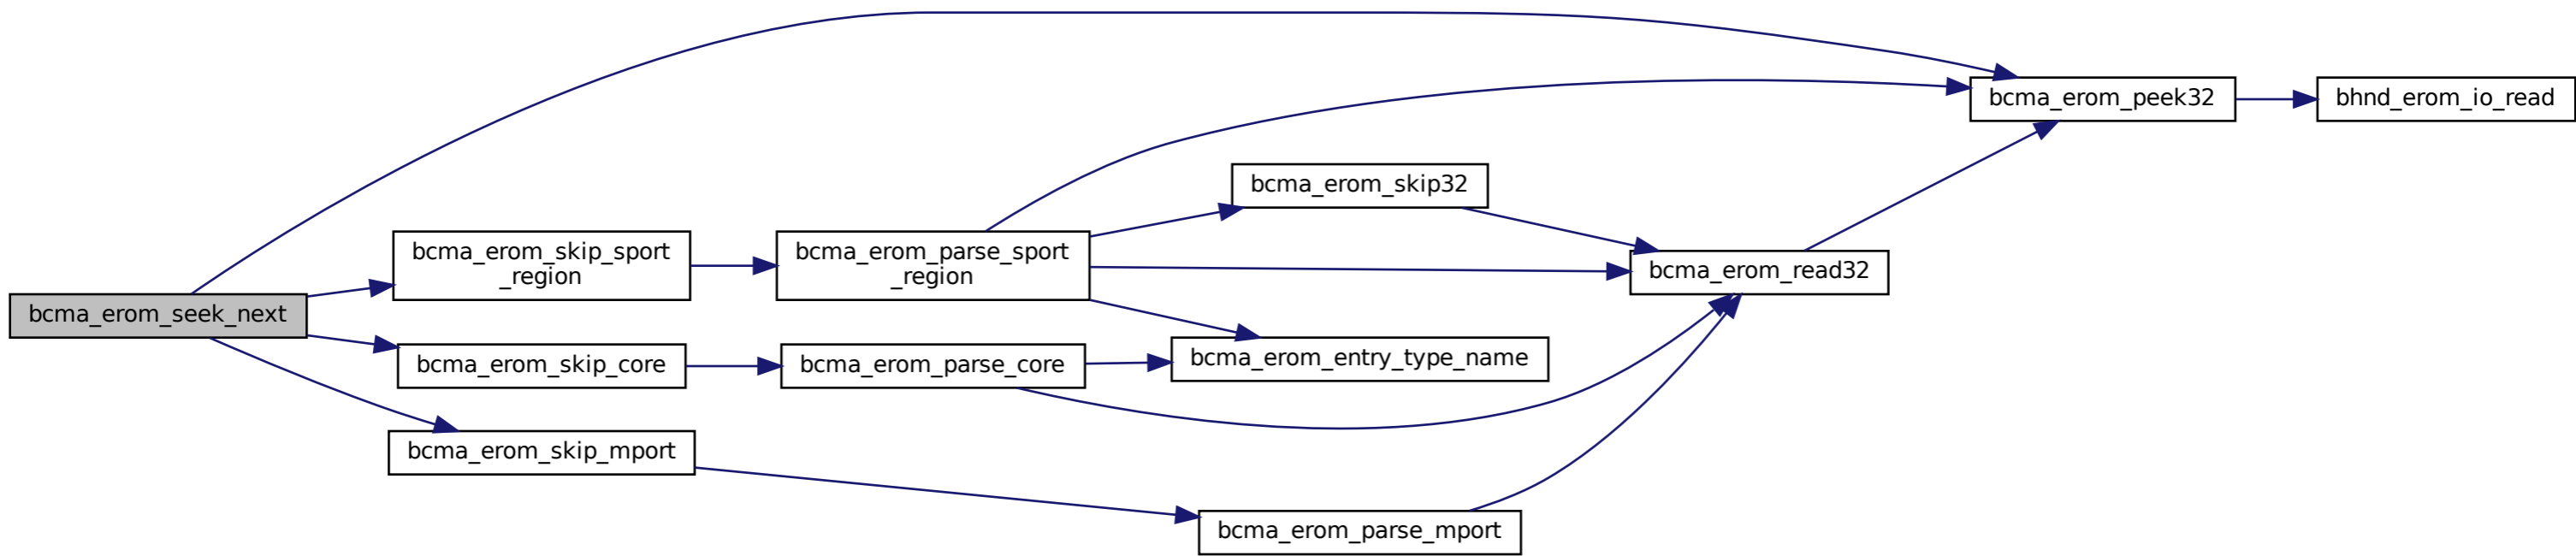 bcma_erom_peek32
bhnd_erom_io_read
bcma_erom_skip32
bcma_erom_skip_sport
_region
bcma_erom_parse_sport
_region
bcma_erom_read32
bcma_erom_seek_next
bcma_erom_skip_core
bcma_erom_parse_core
bcma_erom_entry_type_name
bcma_erom_skip_mport
bcma_erom_parse_mport